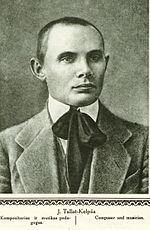 J. Tallat-Kelpša
Kompozitorius ir muzikos peda-
gogas.
Composer and musician.